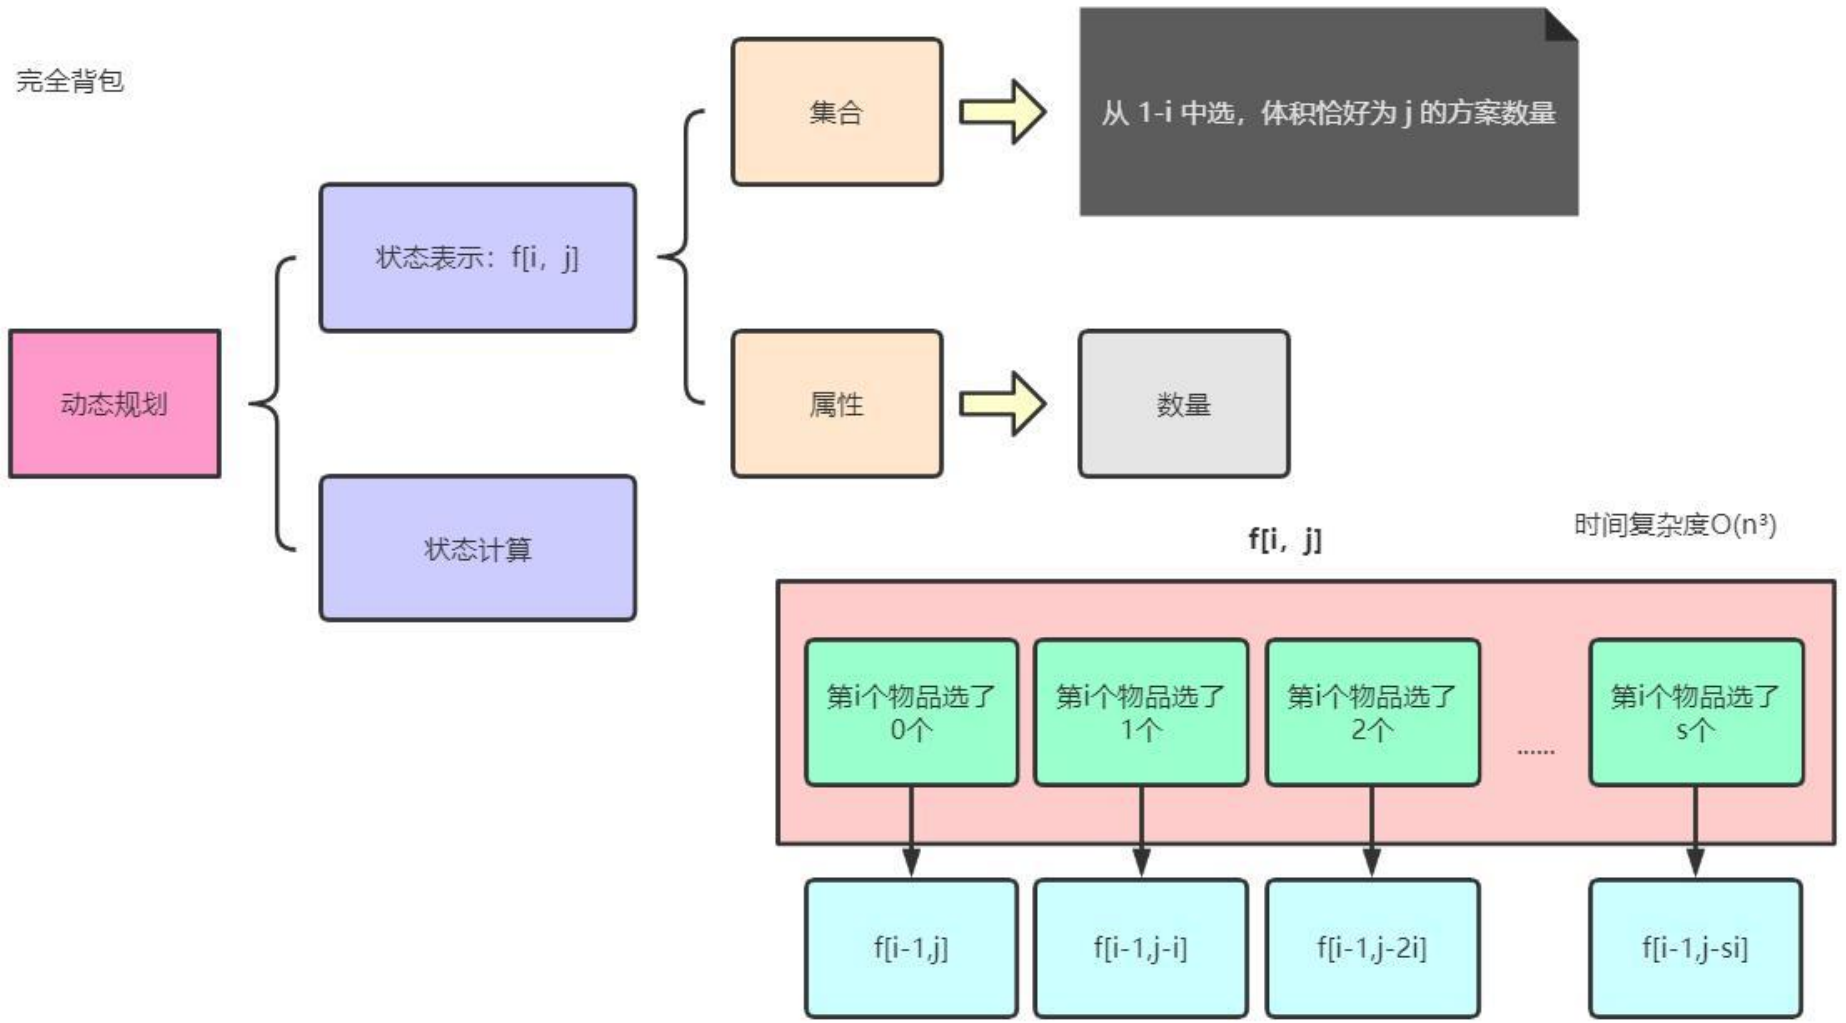 完全背包
集合
从 1-i 中选，体积恰好为 j 的方案数量
状态表示：f[i，j]
动态规划
属性
数量
状态计算
f[i，j]
时间复杂度O(n³)
第i个物品选了
0个
第i个物品选了
1个
第i个物品选了
2个
......
第i个物品选了
s个
f[i-1,j]
f[i-1,j-i]
f[i-1,j-2i]
f[i-1,j-si]